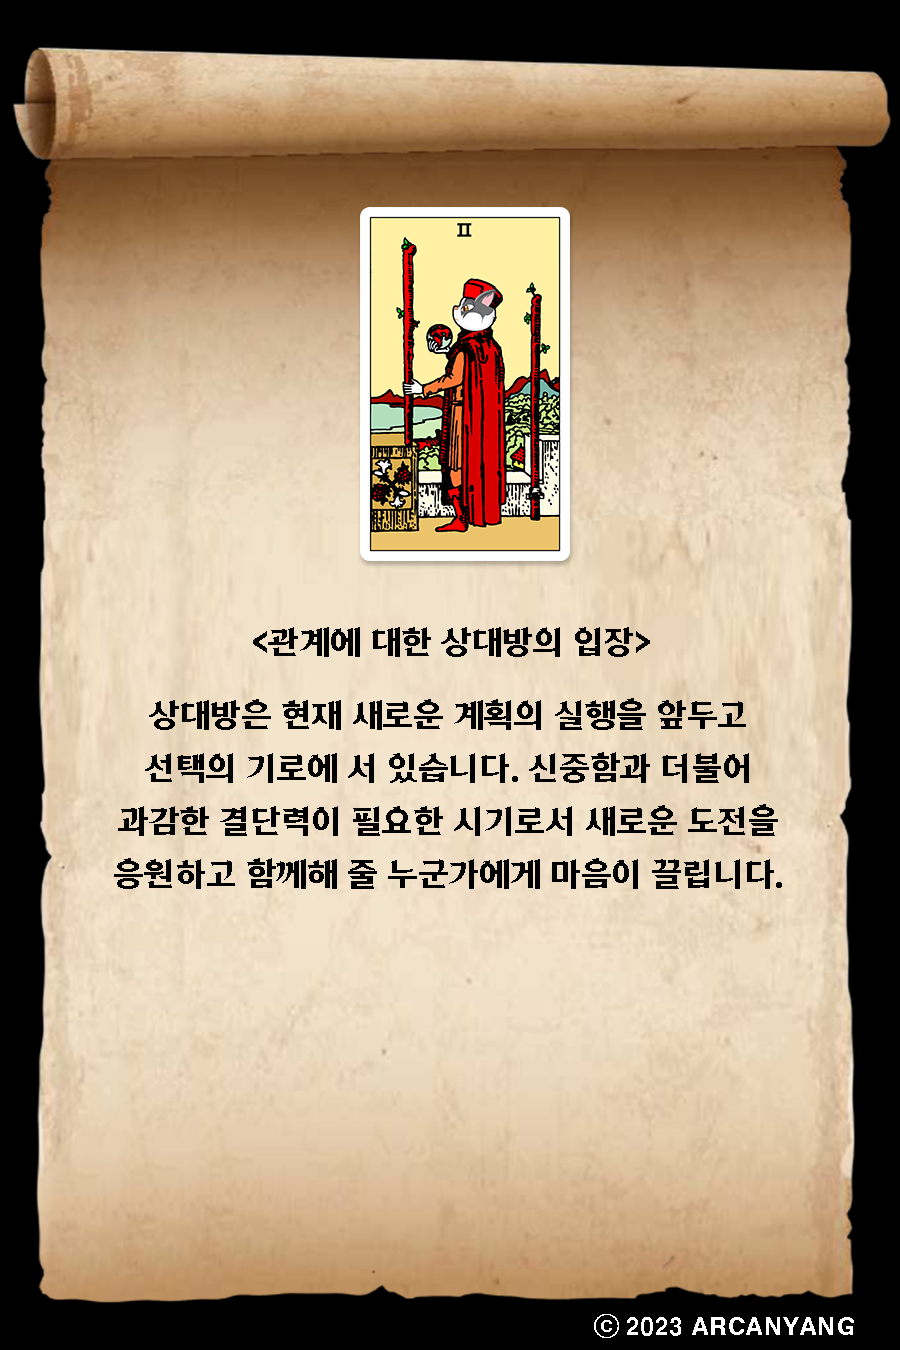 II
<관계에 대한 상대방의 입장>
상대방은 현재 새로운 계획의 실행을 앞두고
선택의 기로에 서 있습니다. 신중함과 더불어
과감한 결단력이 필요한 시기로서 새로운 도전을
응원하고 함께해 줄 누군가에게 마음이 끌립니다.
ⓒ 2023 ARCANYANG